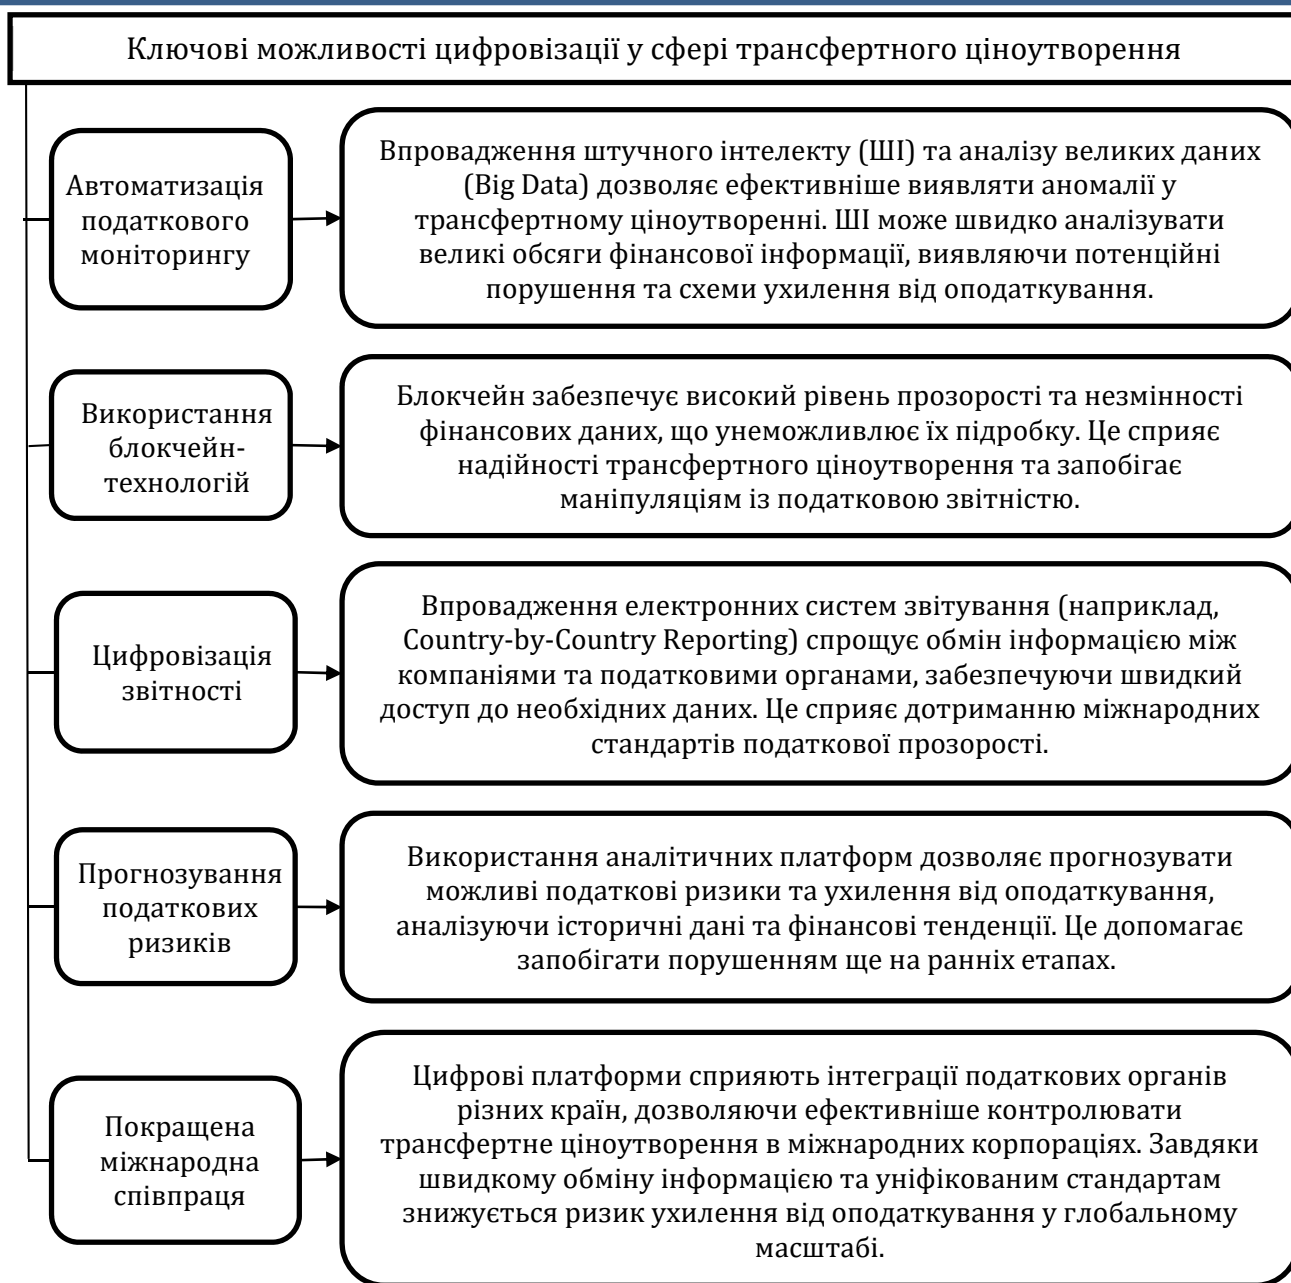 Ключові можливості цифровізації у сфері трансфертного ціноутворення
Автоматизація
податкового
моніторингу
Впровадження штучного інтелекту (ШІ) та аналізу великих даних
(Big Data) дозволяє ефективніше виявляти аномалії у
трансфертному ціноутворенні. ШІ може швидко аналізувати
великі обсяги фінансової інформації, виявляючи потенційні
порушення та схеми ухилення від оподаткування.
Використання
блокчейн-
технологій
Блокчейн забезпечує високий рівень прозорості та незмінності
фінансових даних, що унеможливлює їх підробку. Це сприяє
надійності трансфертного ціноутворення та запобігає
маніпуляціям із податковою звітністю.
Цифровізація
звітності
Впровадження електронних систем звітування (наприклад,
Country-by-Country Reporting) спрощує обмін інформацією між
компаніями та податковими органами, забезпечуючи швидкий
доступ до необхідних даних. Це сприяє дотриманню міжнародних
стандартів податкової прозорості.
Прогнозування
податкових
ризиків
Використання аналітичних платформ дозволяє прогнозувати
можливі податкові ризики та ухилення від оподаткування,
аналізуючи історичні дані та фінансові тенденції. Це допомагає
запобігати порушенням ще на ранніх етапах.
Покращена
міжнародна
співпраця
Цифрові платформи сприяють інтеграції податкових органів
різних країн, дозволяючи ефективніше контролювати
трансфертне ціноутворення в міжнародних корпораціях. Завдяки
швидкому обміну інформацією та уніфікованим стандартам
знижується ризик ухилення від оподаткування у глобальному
масштабі.